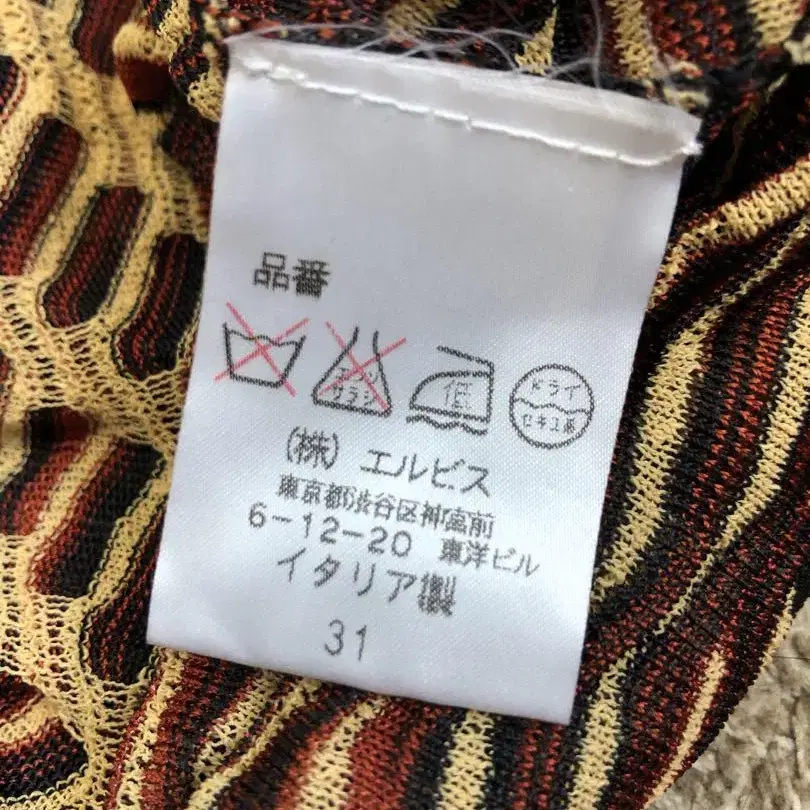 品番
エンソ
サラシ
低
ドライ
セキユ系
(株) エルビス
東京都渋谷区神宮前
6-12-20 東洋ビル
イタリア製
31